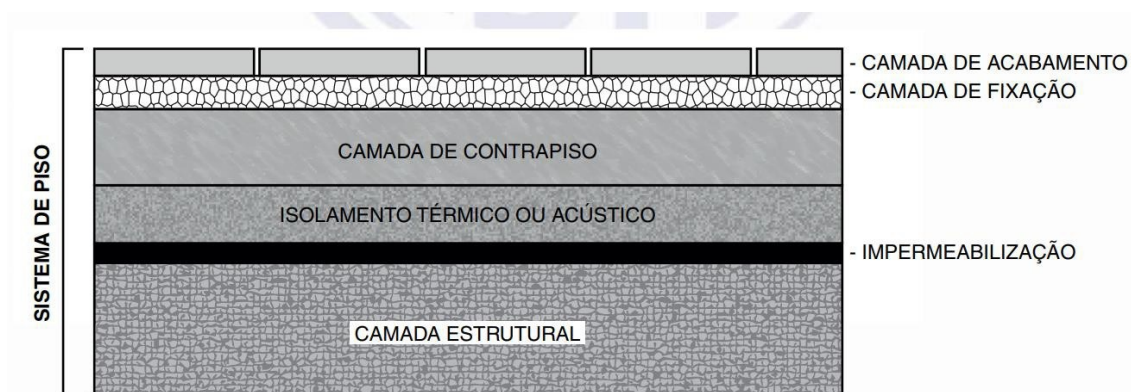 SISTEMA DE PISO
- CAMADA DE ACABAMENTO
- CAMADA DE FIXAÇÃO
CAMADA DE CONTRAPISO
ISOLAMENTO TÉRMICO OU ACÚSTICO
- IMPERMEABILIZAÇÃO
CAMADA ESTRUTURAL